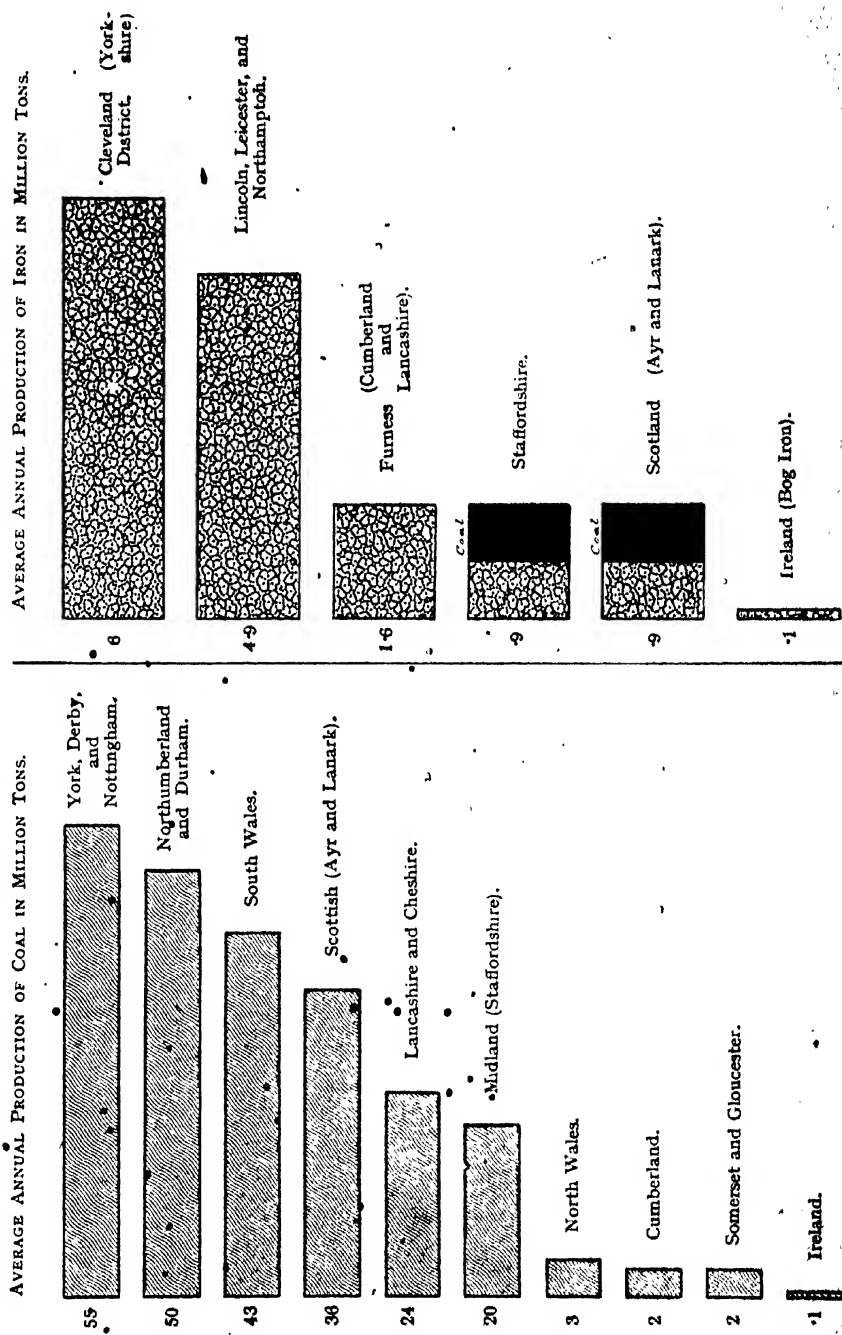 AVERAGE ANNUAL PRODUCTION OF COAL IN MILLION TONS.
55
York, Derby,
and
Nottingham.
50
Northumberland
and Durham.
43
South Wales.
36
Scottish (Ayr and Lanark).
24
Lancashire and Cheshire.
20
Midland (Staffordshire).
3
North Wales.
2
Cumberland.
2
Somerset and Gloucester.
·1
Ireland.
AVERAGE ANNUAL PRODUCTION OF IRON IN MILLION TONS.
6
Cleveland (York-
District. shire)
4·9
Lincoln, Leicester, and
Northampton.
1·6
Furness (Cumberland
and
Lancashire).
·9
Coal
Staffordshire.
·9
Coal
Scotland (Ayr and Lanark).
·1
Ireland (Bog Iron).